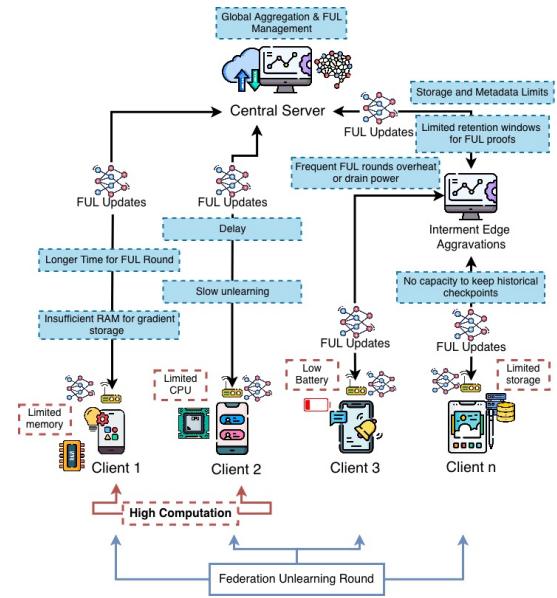 Global Aggregation & FUL
Management
Central Server
Storage and Metadata Limits
FUL Updates
Limited retention windows
for FUL proofs
Frequent FUL rounds overheat
or drain power
FUL Updates
FUL Updates
Delay
Interment Edge
Aggravations
Longer Time for FUL Round
Slow unlearning
No capacity to keep historical
checkpoints
Insufficient RAM for gradient
storage
FUL Updates
FUL Updates
Limited
memory
Limited
CPU
Low
Battery
Limited
storage
Client 1
Client 2
Client 3
Client n
High Computation
Federation Unlearning Round